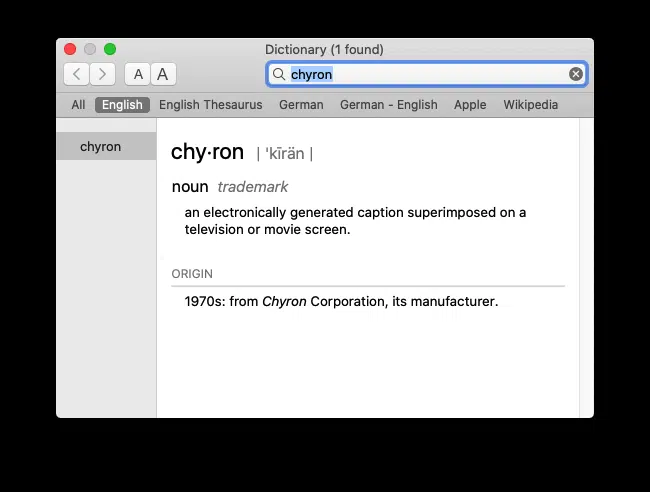 Dictionary (1 found)
A A
chyron
All English English Thesaurus German German - English Apple Wikipedia
chyron
chy·ron | ˈkīrän |
noun trademark
an electronically generated caption superimposed on a
television or movie screen.
ORIGIN
1970s: from Chyron Corporation, its manufacturer.